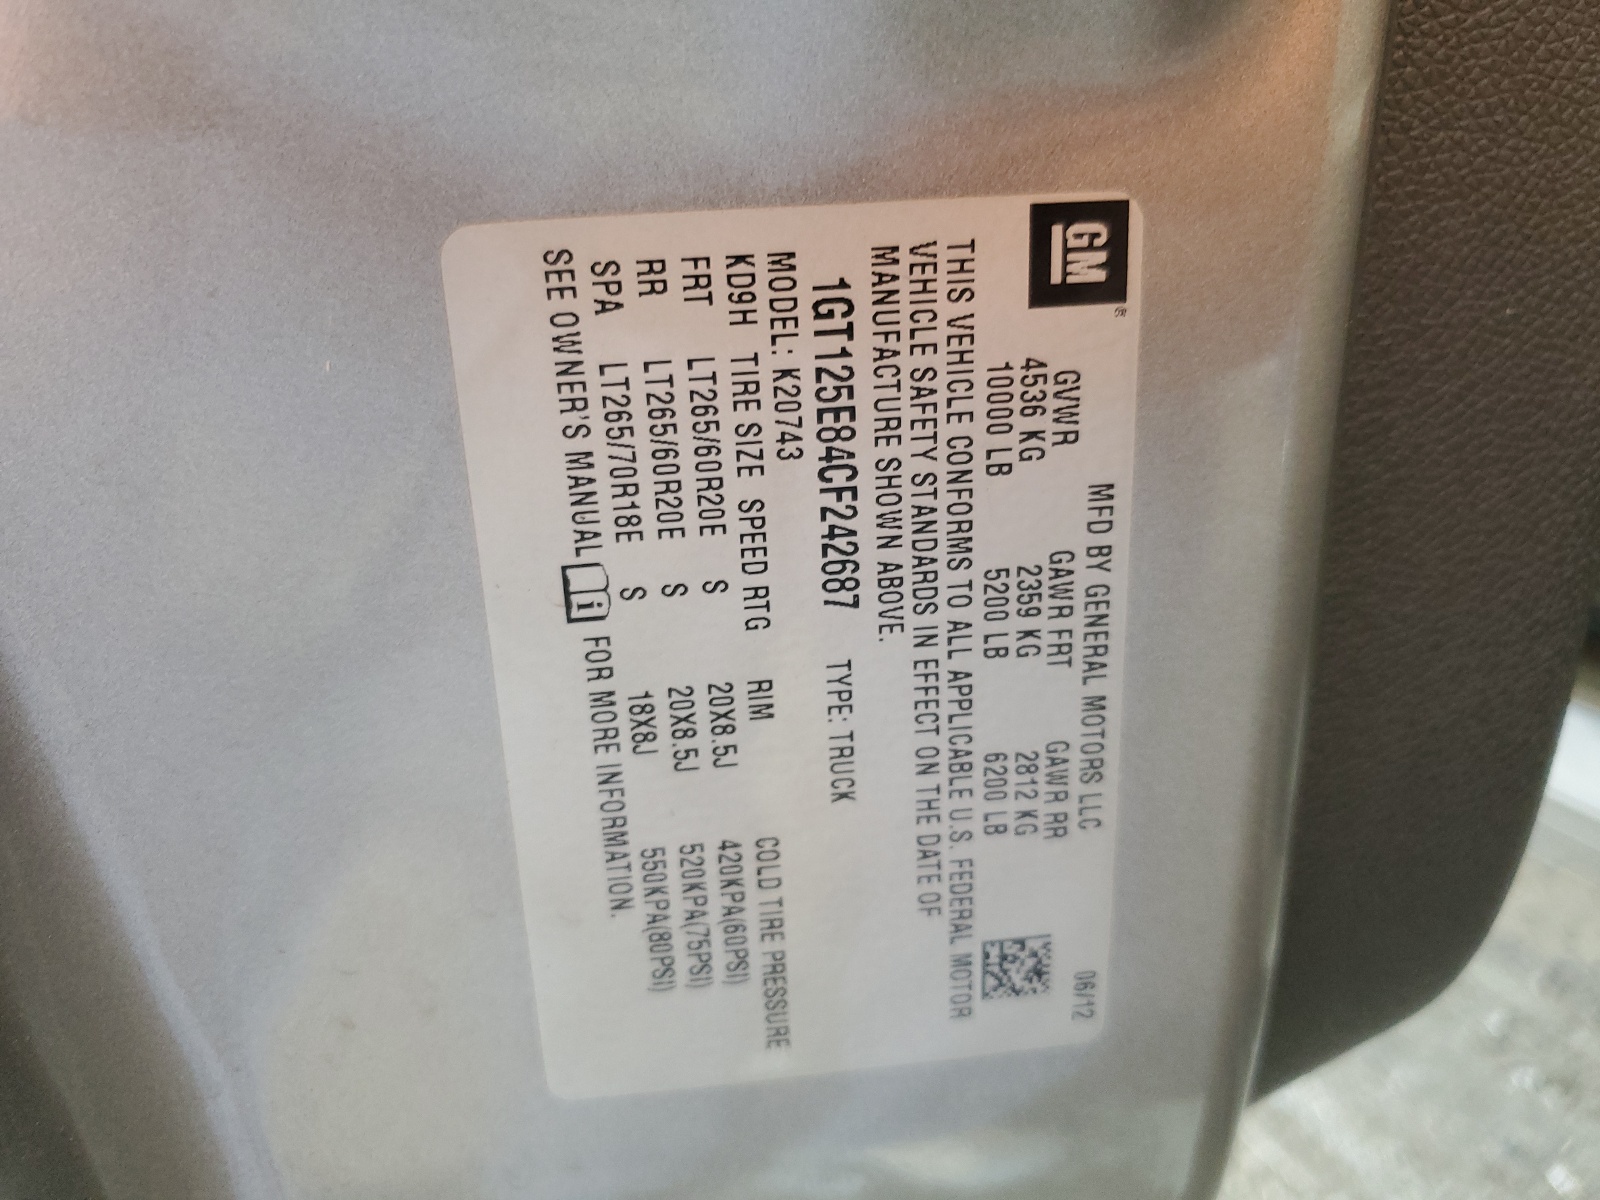 GM®
MFD BY GENERAL MOTORS LLC 06/12
GVWR GAWR FRT GAWR RR
4536 KG 2359 KG 2812 KG
10000 LB 5200 LB 6200 LB
THIS VEHICLE CONFORMS TO ALL APPLICABLE U.S. FEDERAL MOTOR
VEHICLE SAFETY STANDARDS IN EFFECT ON THE DATE OF
MANUFACTURE SHOWN ABOVE.
1GT125E84CF242687 TYPE: TRUCK
MODEL: K20743
KD9H TIRE SIZE SPEED RTG RIM COLD TIRE PRESSURE
FRT LT265/60R20E S 20X8.5J 420KPA(60PSI)
RR LT265/60R20E S 20X8.5J 520KPA(75PSI)
SPA LT265/70R18E S 18X8J 550KPA(80PSI)
SEE OWNER'S MANUAL i FOR MORE INFORMATION.